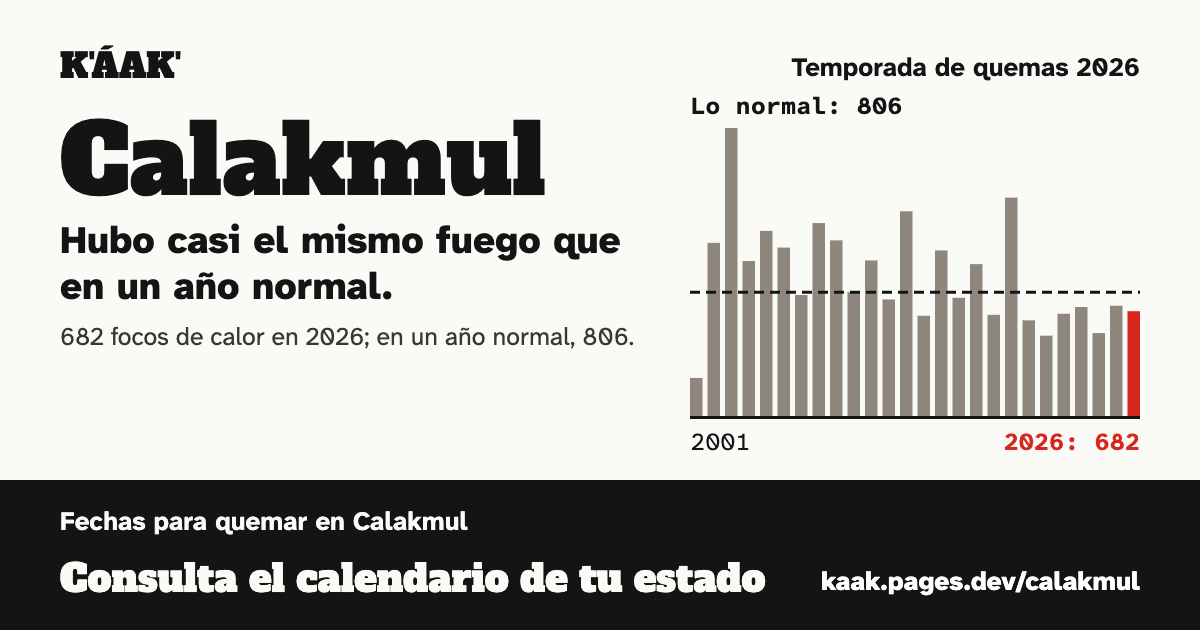 K'ÁAK'
Calakmul
Hubo casi el mismo fuego que
en un año normal.
682 focos de calor en 2026; en un año normal, 806.
Temporada de quemas 2026
Lo normal: 806
2001
2026: 682
Fechas para quemar en Calakmul
Consulta el calendario de tu estado
kaak.pages.dev/calakmul